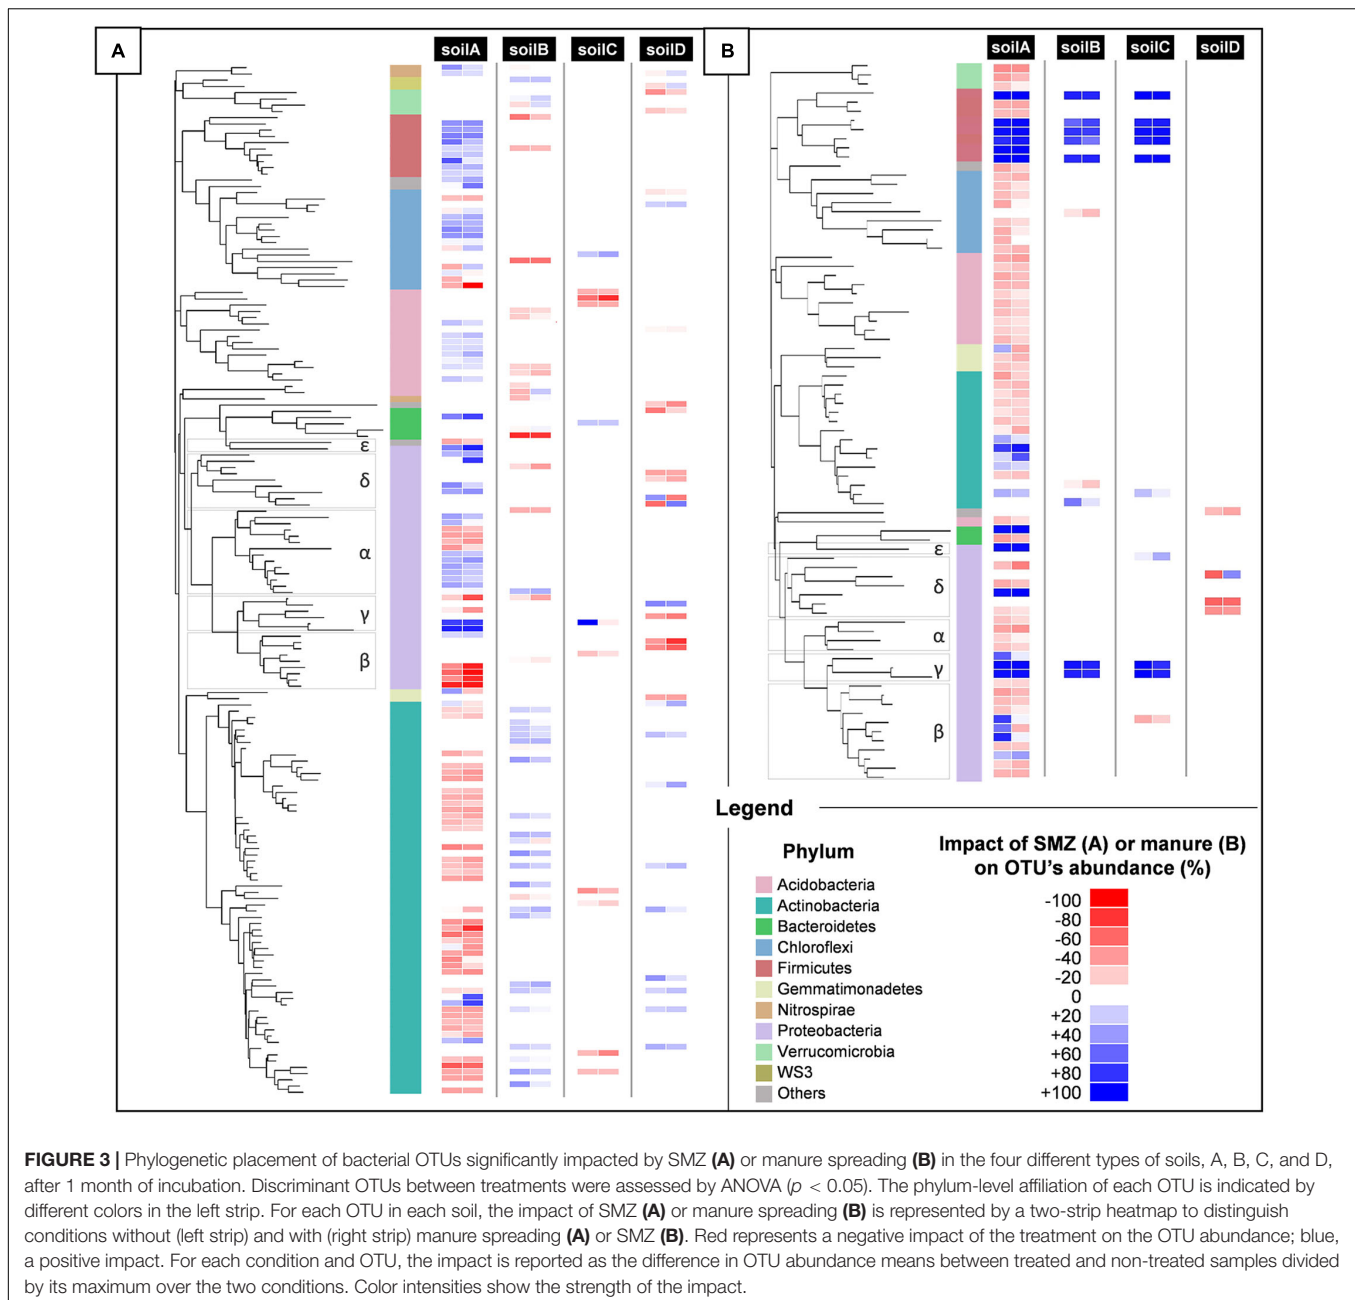 A
soilA soilB soilC soilD
ε
δ
α
γ
β
B
soilA soilB soilC soilD
ε
δ
α
γ
β
Legend
Phylum
Acidobacteria
Actinobacteria
Bacteroidetes
Chloroflexi
Firmicutes
Gemmatimonadetes
Nitrospirae
Proteobacteria
Verrucomicrobia
WS3
Others
Impact of SMZ (A) or manure (B)
on OTU's abundance (%)
-100
-80
-60
-40
-20
0
+20
+40
+60
+80
+100
FIGURE 3 | Phylogenetic placement of bacterial OTUs significantly impacted by SMZ (A) or manure spreading (B) in the four different types of soils, A, B, C, and D,
after 1 month of incubation. Discriminant OTUs between treatments were assessed by ANOVA (p < 0.05). The phylum-level affiliation of each OTU is indicated by
different colors in the left strip. For each OTU in each soil, the impact of SMZ (A) or manure spreading (B) is represented by a two-strip heatmap to distinguish
conditions without (left strip) and with (right strip) manure spreading (A) or SMZ (B). Red represents a negative impact of the treatment on the OTU abundance; blue,
a positive impact. For each condition and OTU, the impact is reported as the difference in OTU abundance means between treated and non-treated samples divided
by its maximum over the two conditions. Color intensities show the strength of the impact.